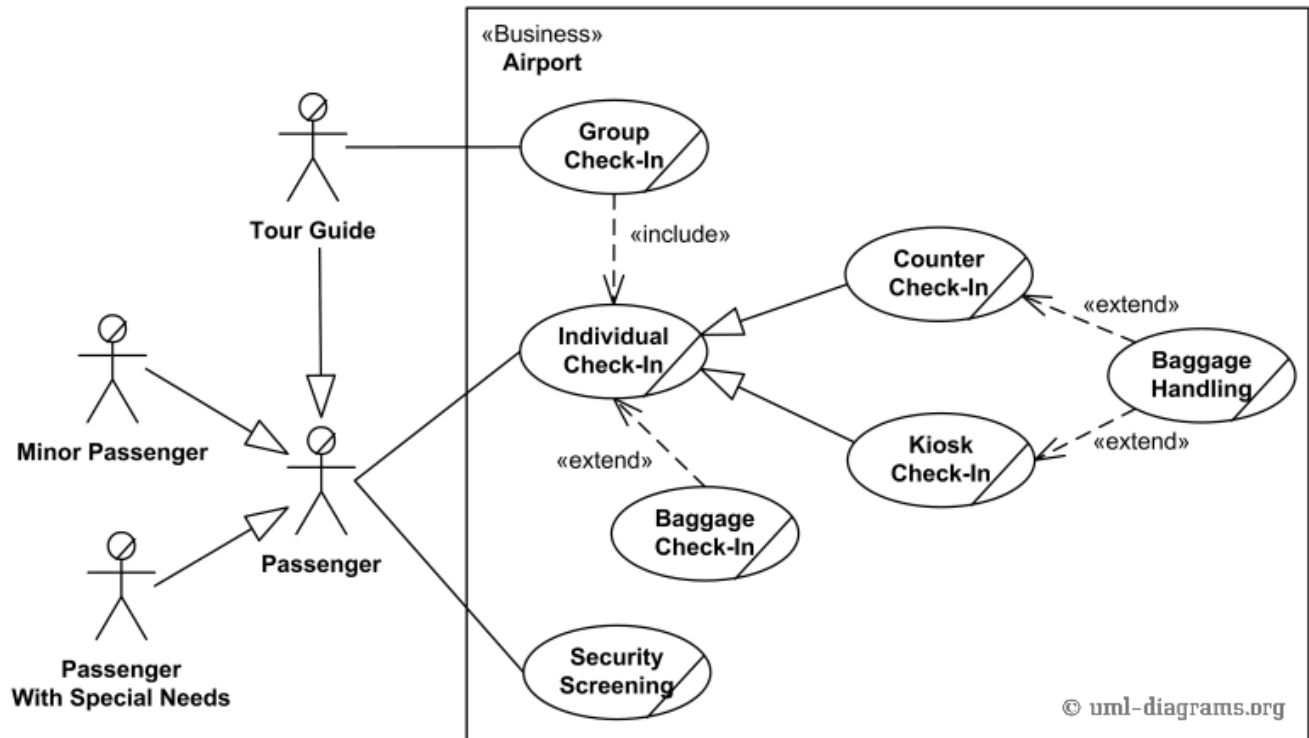 «Business»
Airport
Group
Check-In
Tour Guide
«include»
Counter
Check-In
«extend»
Individual
Check-In
Baggage
Handling
Minor Passenger
«extend»
Kiosk
Check-In
«extend»
Baggage
Check-In
Passenger
Passenger
With Special Needs
Security
Screening
© uml-diagrams.org